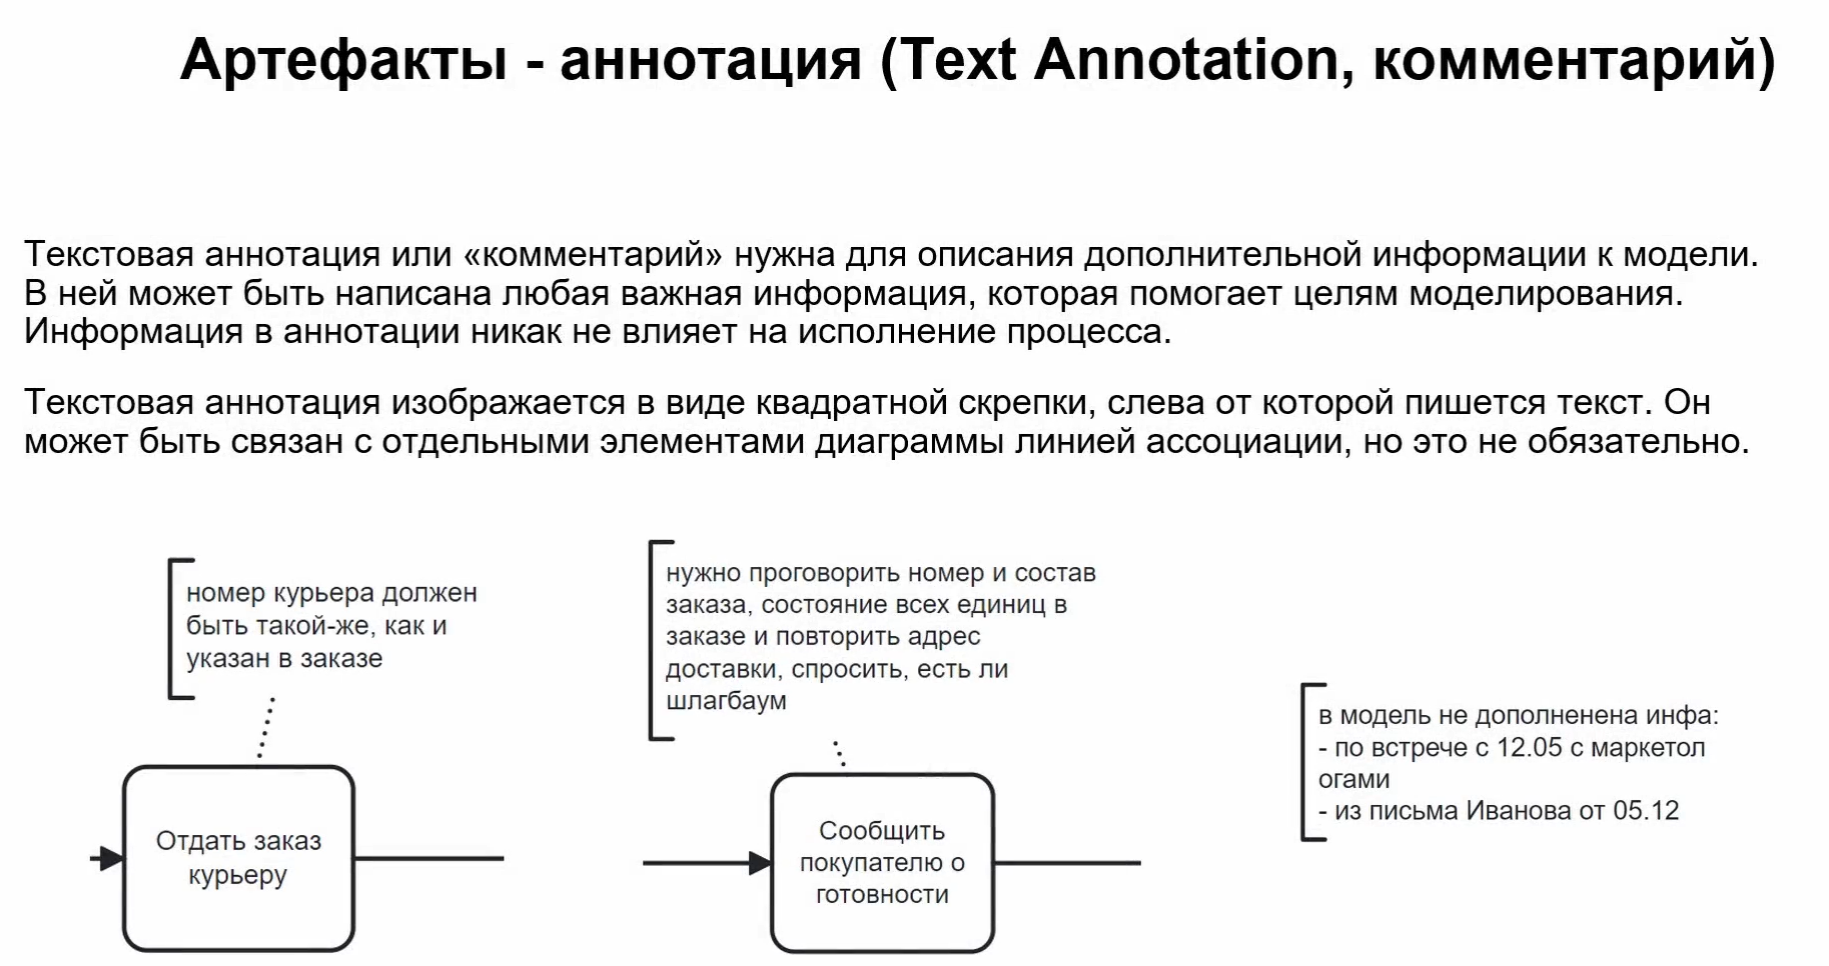 Артефакты - аннотация (Text Annotation, комментарий)
Текстовая аннотация или «комментарий» нужна для описания дополнительной информации к модели.
В ней может быть написана любая важная информация, которая помогает целям моделирования.
Информация в аннотации никак не влияет на исполнение процесса.
Текстовая аннотация изображается в виде квадратной скрепки, слева от которой пишется текст. Он
может быть связан с отдельными элементами диаграммы линией ассоциации, но это не обязательно.
номер курьера должен
быть такой-же, как и
указан в заказе
Отдать заказ
курьеру
нужно проговорить номер и состав
заказа, состояние всех единиц в
заказе и повторить адрес
доставки, спросить, есть ли
шлагбаум
Сообщить
покупателю о
готовности
в модель не дополненена инфа:
- по встрече с 12.05 с маркетол
огами
- из письма Иванова от 05.12